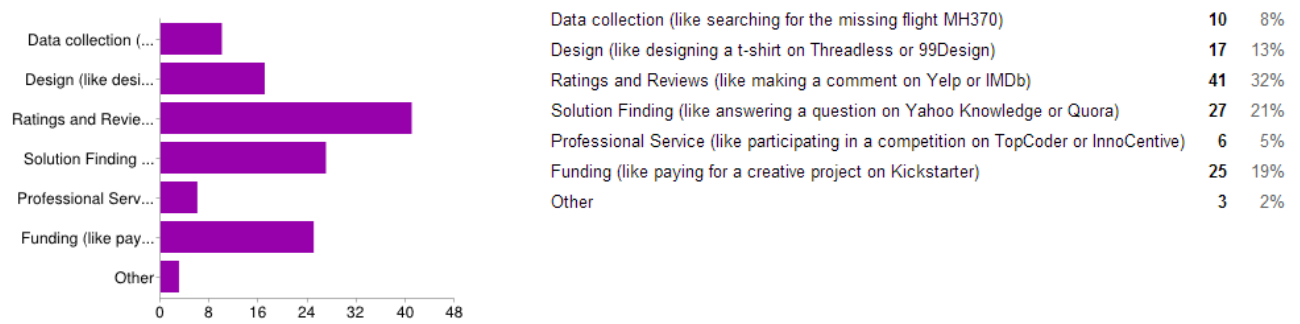 Data collection (...
Design (like desi...
Ratings and Revie...
Solution Finding ...
Professional Serv...
Funding (like pay...
Other
0 8 16 24 32 40 48
Data collection (like searching for the missing flight MH370) 10 8%
Design (like designing a t-shirt on Threadless or 99Design) 17 13%
Ratings and Reviews (like making a comment on Yelp or IMDb) 41 32%
Solution Finding (like answering a question on Yahoo Knowledge or Quora) 27 21%
Professional Service (like participating in a competition on TopCoder or InnoCentive) 6 5%
Funding (like paying for a creative project on Kickstarter) 25 19%
Other 3 2%